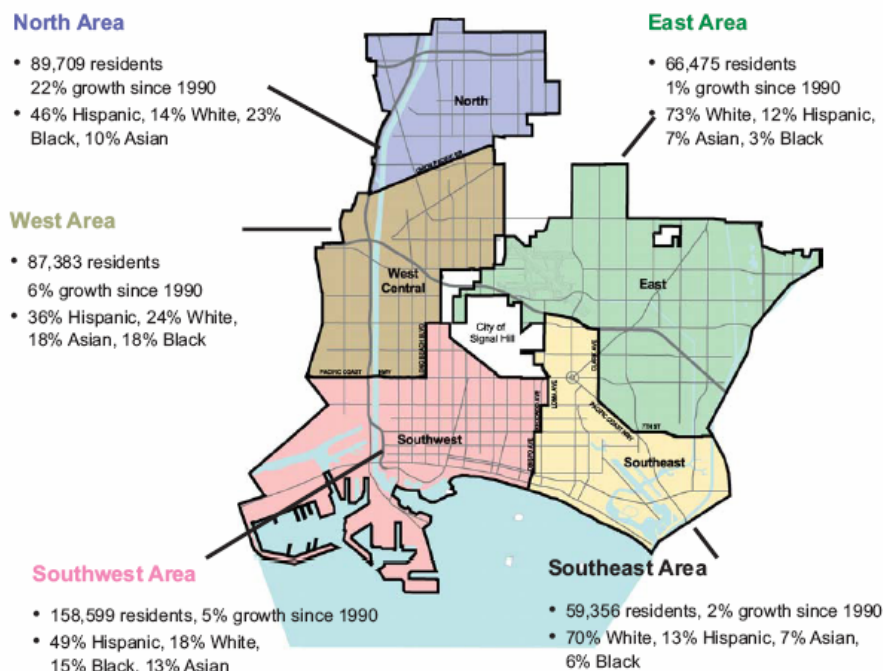 North Area
• 89,709 residents
22% growth since 1990
• 46% Hispanic, 14% White, 23%
Black, 10% Asian
East Area
• 66,475 residents
1% growth since 1990
• 73% White, 12% Hispanic,
7% Asian, 3% Black
North
West Area
• 87,383 residents
6% growth since 1990
• 36% Hispanic, 24% White,
18% Asian, 18% Black
West
Central
East
City of
Signal Hill
PACIFIC COAST HWY
PACIFIC COAST HWY
7TH ST
Southwest
Southeast
Southwest Area
• 158,599 residents, 5% growth since 1990
• 49% Hispanic, 18% White,
15% Black, 13% Asian
Southeast Area
• 59,356 residents, 2% growth since 1990
• 70% White, 13% Hispanic, 7% Asian,
6% Black